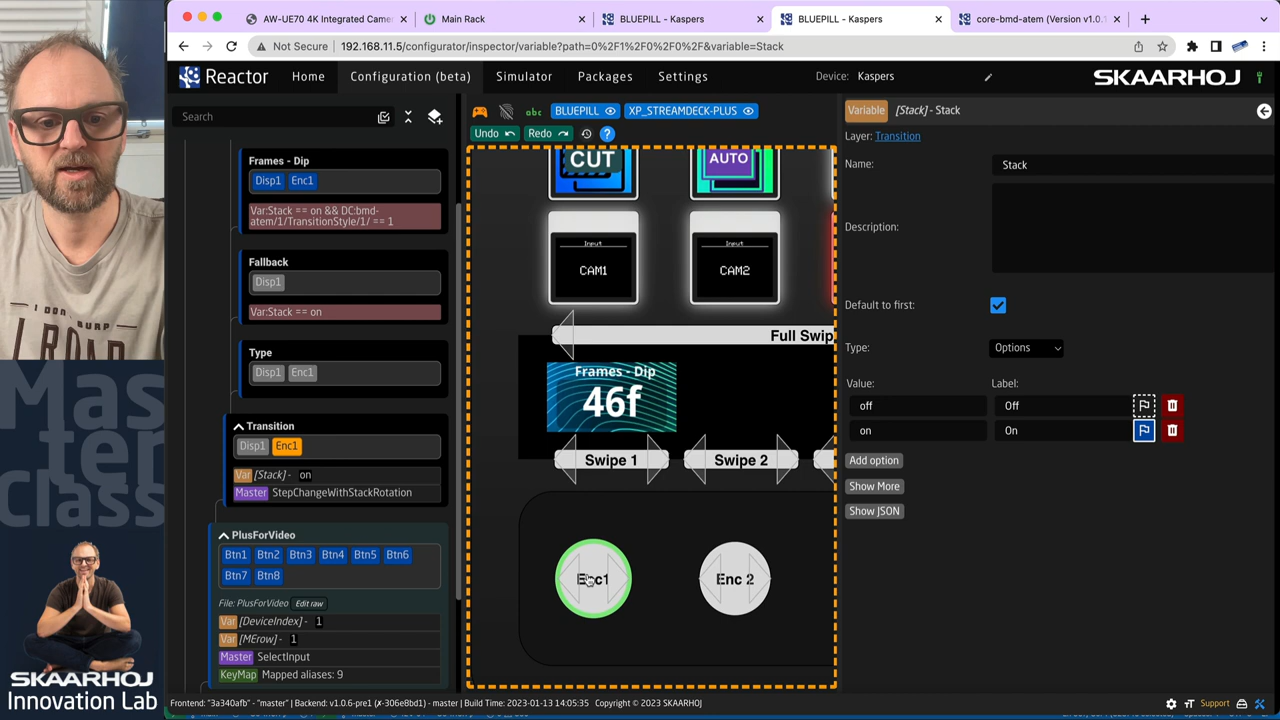 AW-UE70 4K Integrated Came
Main Rack
BLUEPILL - Kaspers
BLUEPILL - Kaspers
core-bmd-atem (Version v1.0.
Not Secure
192.168.11.5/configurator/inspector/variable?path=0%2F1%2F0%2F0%2F&variable=Stack
Reactor
Home
Configuration (beta)
Simulator
Packages
Settings
Device: Kaspers
SKAARHOJ
Search
abc
BLUEPILL
XP_STREAMDECK-PLUS
Undo
Redo
?
Frames - Dip
Disp1 Enc1
Var:Stack == on && DC:bmd-
atem/1/TransitionStyle/1/ == 1
Fallback
Disp1
Var:Stack == on
Type
Disp1 Enc1
Transition
Disp1 Enc1
Var [Stack] - on
Master StepChangeWithStackRotation
PlusForVideo
Btn1 Btn2 Btn3 Btn4 Btn5 Btn6
Btn7 Btn8
File: PlusForVideo Edit raw
Var [DeviceIndex] - 1
Var [MErow] - 1
Master SelectInput
KeyMap Mapped aliases: 9
CUT
AUTO
Input
CAM1
Input
CAM2
Full Swip
Frames - Dip
46f
Swipe 1
Swipe 2
Enc1
Enc 2
Variable [Stack] - Stack
Layer: Transition
Name: Stack
Description:
Default to first:
Type: Options
Value: Label:
off Off
on On
Add option
Show More
Show JSON
Master
Class
SKAARHOJ
Innovation Lab
Frontend: "3a340afb" - "master" | Backend: v1.0.6-pre1 (✗-306e8bd1) - master | Build Time: 2023-01-13 14:05:35 Copyright © 2023 SKAARHOJ
Support